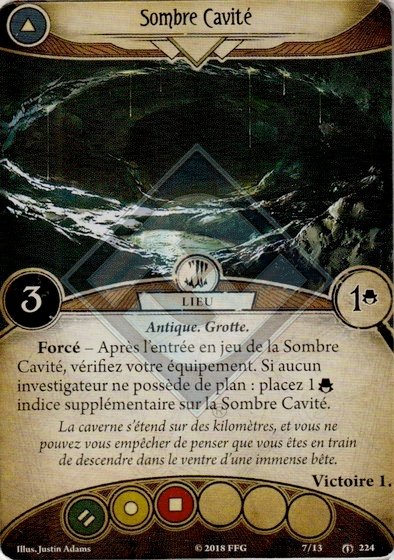 Sombre Cavité
3
LIEU
1
Antique. Grotte.
Forcé – Après l'entrée en jeu de la Sombre
Cavité, vérifiez votre équipement. Si aucun
investigateur ne possède de plan : placez 1
indice supplémentaire sur la Sombre Cavité.
La caverne s'étend sur des kilomètres, et vous ne
pouvez vous empêcher de penser que vous êtes en train
de descendre dans le ventre d'une immense bête.
Victoire 1.
Illus. Justin Adams © 2018 FFG 7/13 224